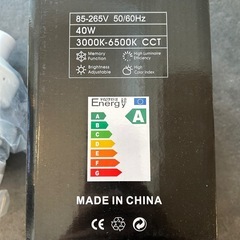 85-265V 50/60Hz
40W
3000K-6500K CCT
Memory
Function
High Luminous
Efficiency
Brightness
Adjustable
High
Color Index
Energy
A
A
B
C
D
E
F
G
MADE IN CHINA
CE